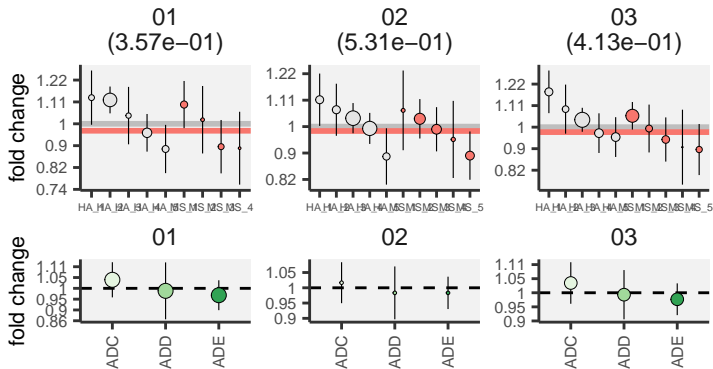 01 02 03
(3.57e−01) (5.31e−01) (4.13e−01)
fold change
1.22 1.22 1.22
1.11 1.11 1.11
1 1 1
0.9 0.9 0.9
0.82 0.82 0.82
0.74
01 02 03
fold change
1.11 1.05 1.11
1.05 1 1.05
1 0.95 1
0.95 0.9 0.95
0.86 0.9
ADC ADD ADE ADC ADD ADE ADC ADD ADE